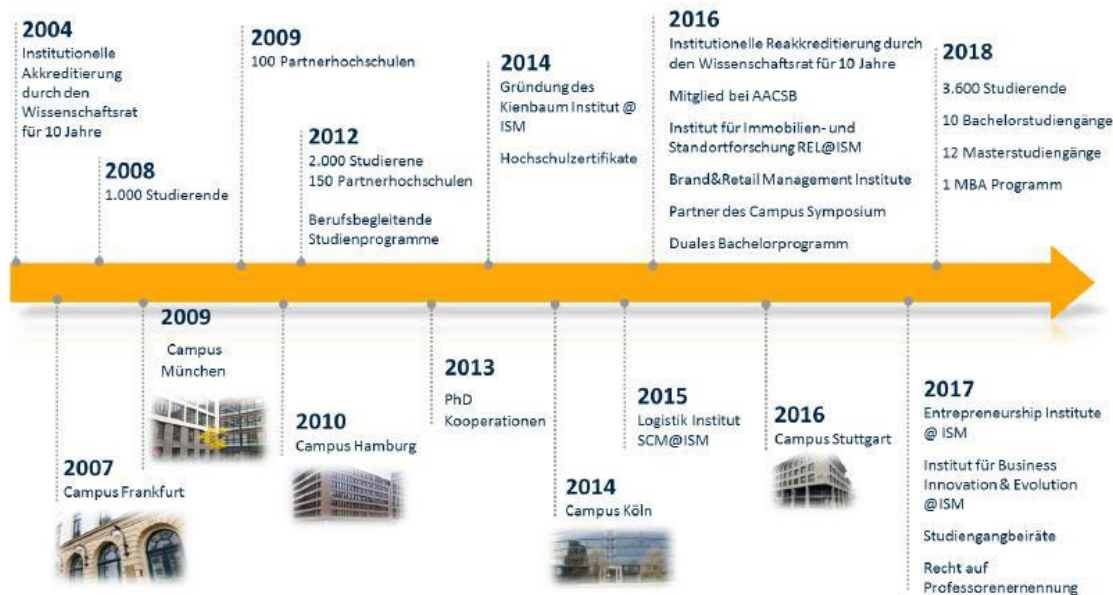 2004
Institutionelle
Akkreditierung
durch den
Wissenschaftsrat
für 10 Jahre
2008
1.000 Studierende
2009
100 Partnerhochschulen
2012
2.000 Studierene
150 Partnerhochschulen
Berufsbegleitende
Studienprogramme
2014
Gründung des
Kienbaum Institut @
ISM
Hochschulzertifikate
2016
Institutionelle Reakkreditierung durch
den Wissenschaftsrat für 10 Jahre
Mitglied bei AACSB
Institut für Immobilien- und
Standortforschung REL@ISM
Brand&Retail Management Institute
Partner des Campus Symposium
Duales Bachelorprogramm
2018
3.600 Studierende
10 Bachelorstudiengänge
12 Masterstudiengänge
1 MBA Programm
2007
Campus Frankfurt
2009
Campus
München
2010
Campus Hamburg
2013
PhD
Kooperationen
2014
Campus Köln
2015
Logistik Institut
SCM@ISM
2016
Campus Stuttgart
2017
Entrepreneurship Institute
@ ISM
Institut für Business
Innovation & Evolution
@ISM
Studiengangbeiräte
Recht auf
Professorenernennung